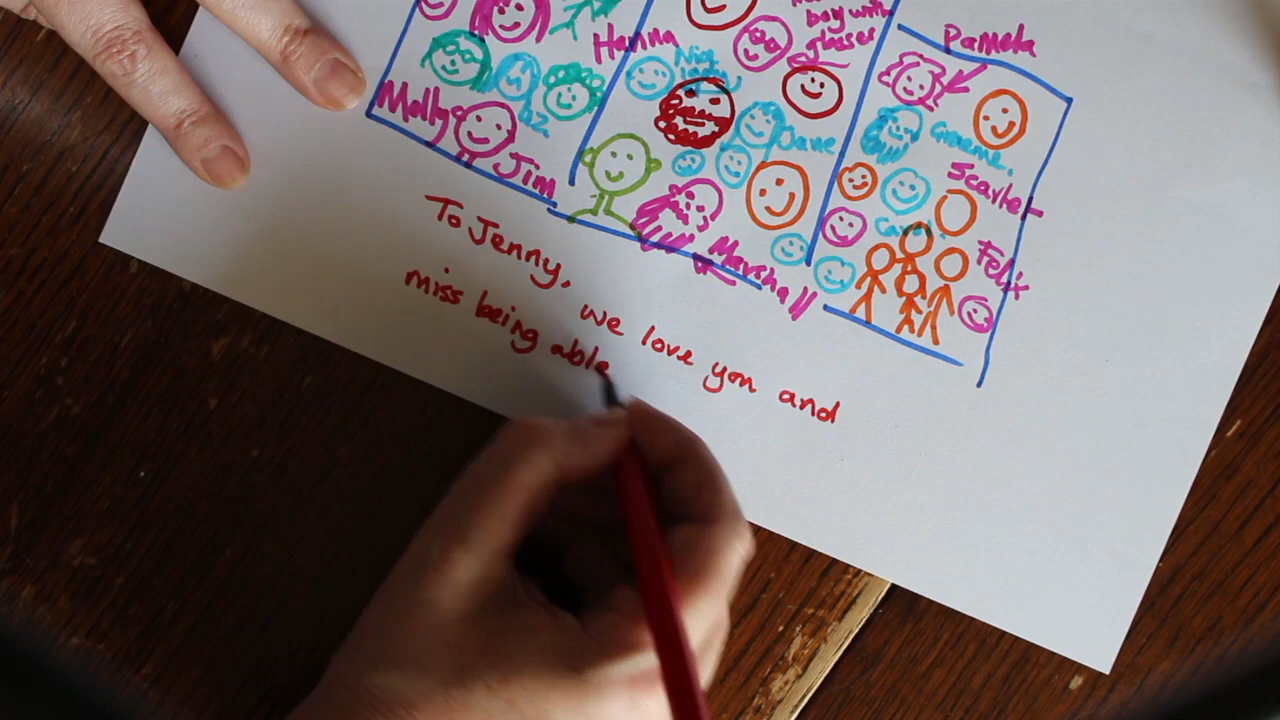 boy with
glasses
Hanna
Pamela
Molly
Jim
Dave
Graeme.
Scarlet
Marshall
Felix
To Jenny, we love you and
miss being able